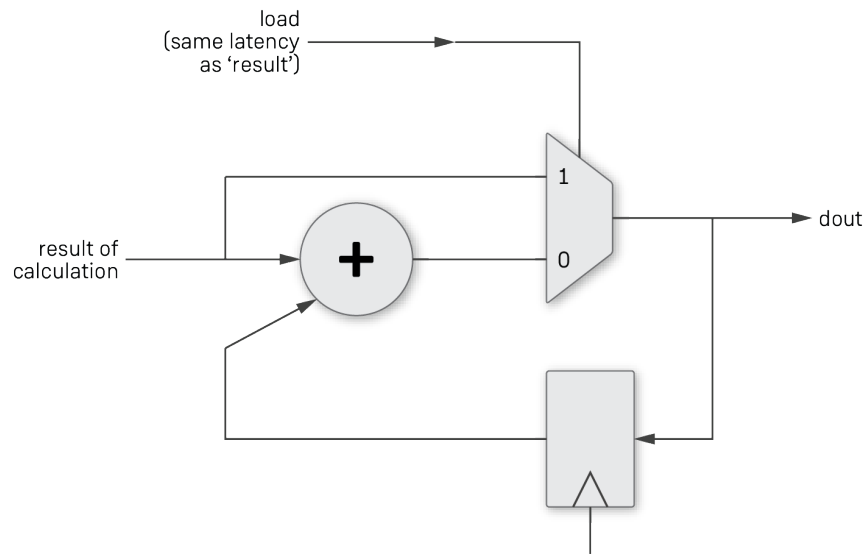 load
(same latency
as ‘result’)
1
result of
calculation
+
0
dout